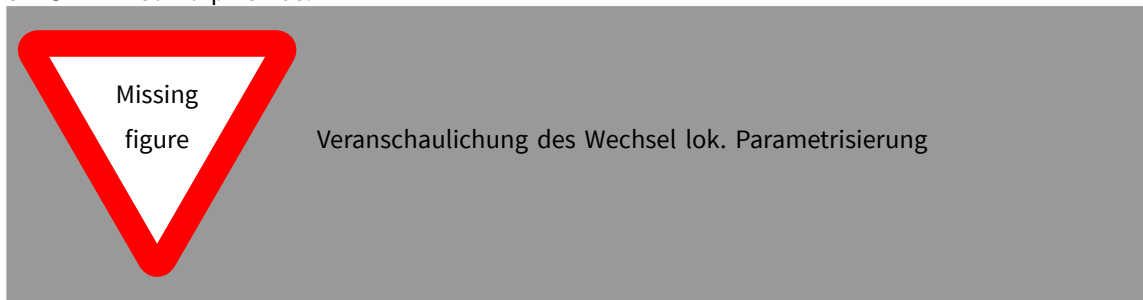 Missing
figure
Veranschaulichung des Wechsel lok. Parametrisierung